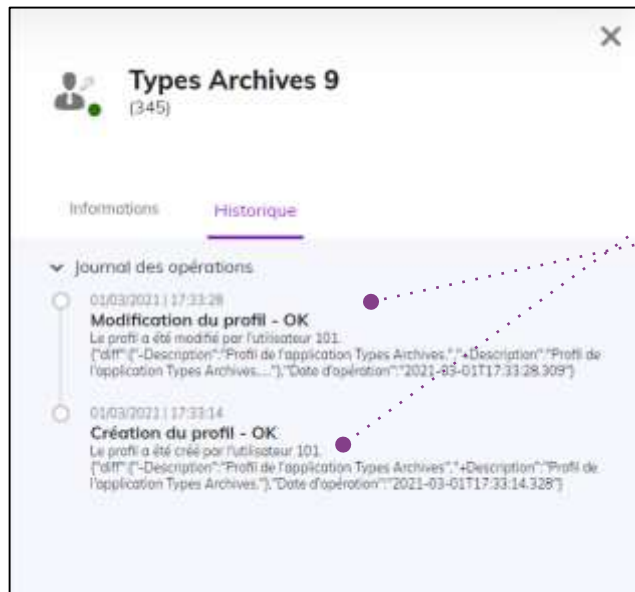 Types Archives 9
(345)
Informations
Historique
Journal des opérations
01/03/2021 | 17:33:28
Modification du profil - OK
Le profil a été modifié par l'utilisateur 101.
{"diff":{"-Description":"Profil de l'application Types Archives.","+Description":"Profil de
l'application Types Archives...."},"Date d'opération":"2021-03-01T17:33:28.309"}
01/03/2021 | 17:33:14
Création du profil - OK
Le profil a été créé par l'utilisateur 101.
{"diff":{"-Description":"Profil de l'application Types Archives","+Description":"Profil de
l'application Types Archives."},"Date d'opération":"2021-03-01T17:33:14.328"}